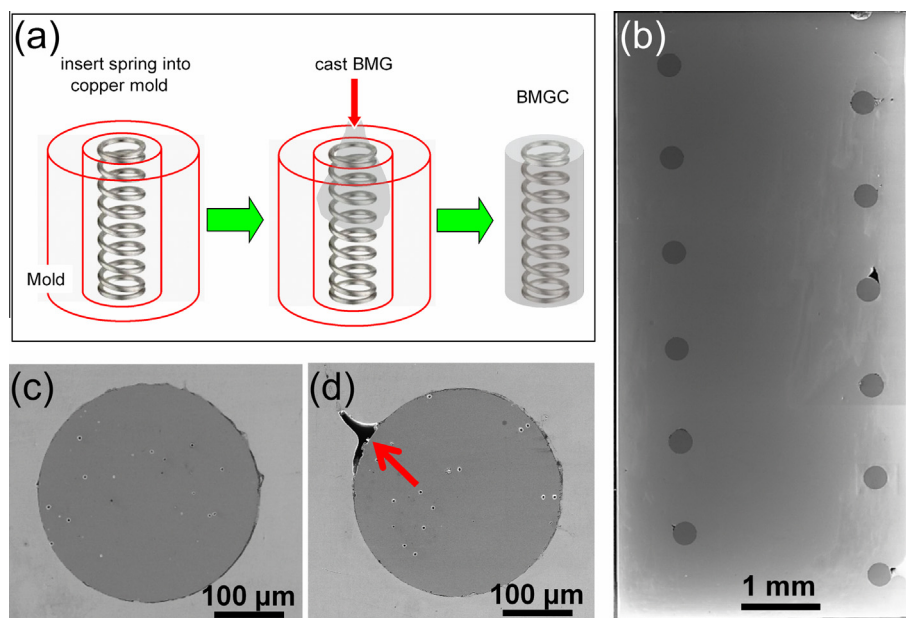 (a)
insert spring into
copper mold
cast BMG
BMGC
Mold
(b)
1 mm
(c)
100 µm
(d)
100 µm